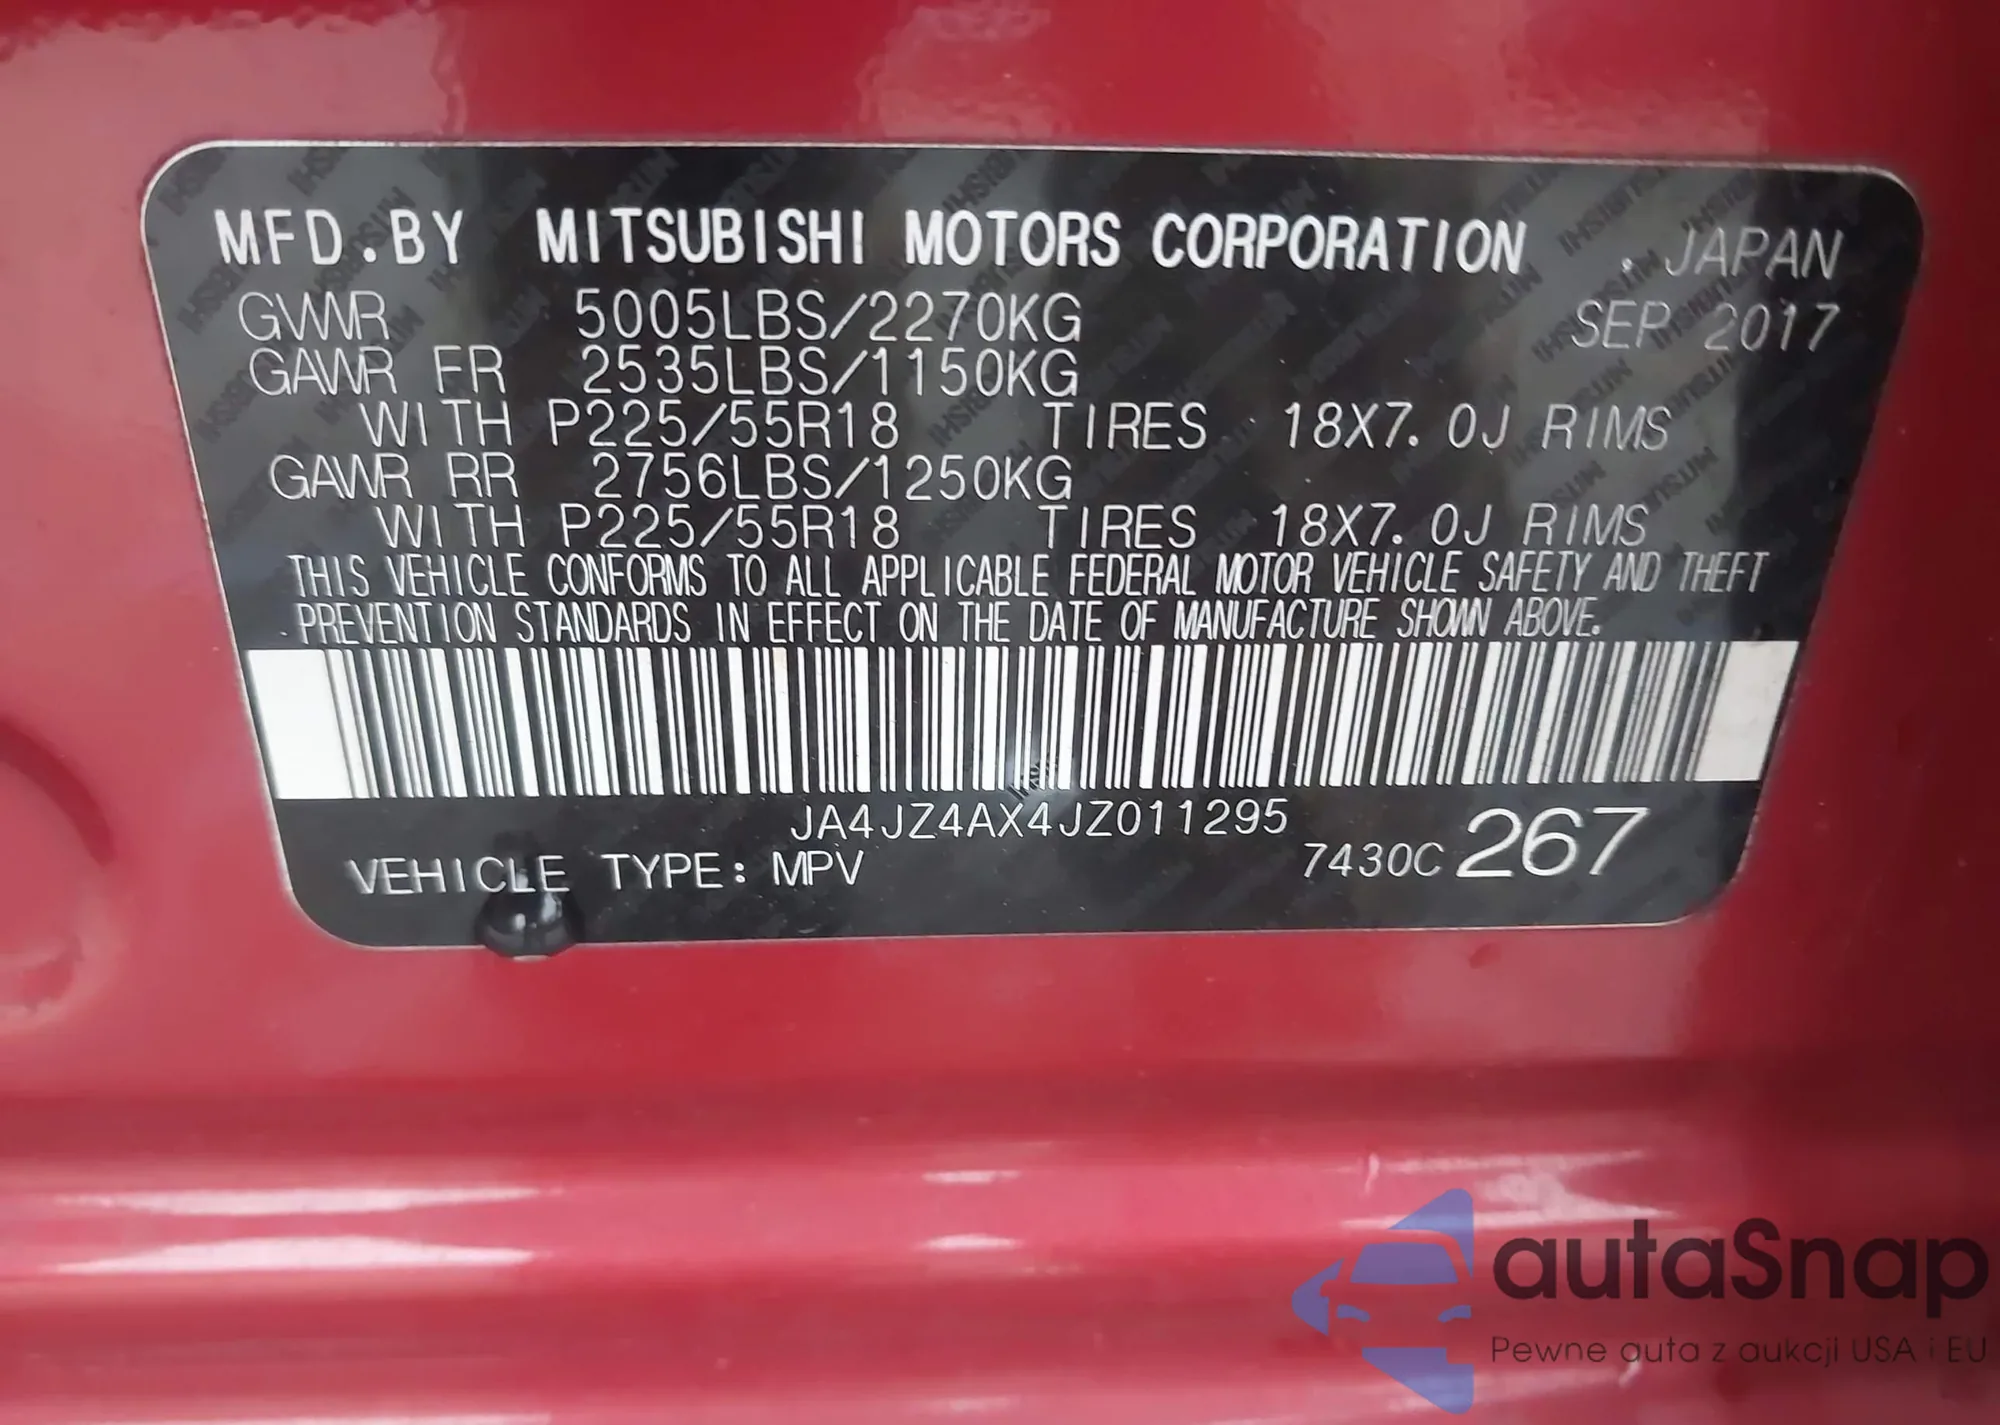 MFD.BY MITSUBISHI MOTORS CORPORATION . JAPAN
GVWR 5005LBS/2270KG SEP 2017
GAWR FR 2535LBS/1150KG
WITH P225/55R18 TIRES 18X7.0J RIMS
GAWR RR 2756LBS/1250KG
WITH P225/55R18 TIRES 18X7.0J RIMS
THIS VEHICLE CONFORMS TO ALL APPLICABLE FEDERAL MOTOR VEHICLE SAFETY AND THEFT
PREVENTION STANDARDS IN EFFECT ON THE DATE OF MANUFACTURE SHOWN ABOVE.
JA4JZ4AX4JZ011295
VEHICLE TYPE: MPV 7430C 267
autaSnap
Pewne auta z aukcji USA i EU